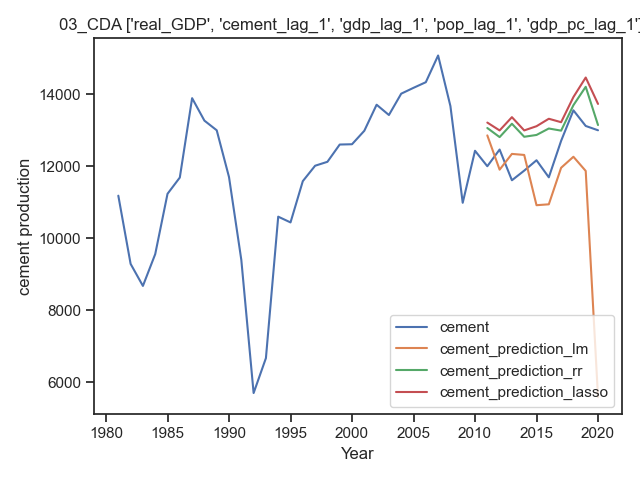 03_CDA ['real_GDP', 'cement_lag_1', 'gdp_lag_1', 'pop_lag_1', 'gdp_pc_lag_1']
14000
12000
10000
8000
6000
cement production
cement
cement_prediction_lm
cement_prediction_rr
cement_prediction_lasso
1980 1985 1990 1995 2000 2005 2010 2015 2020
Year